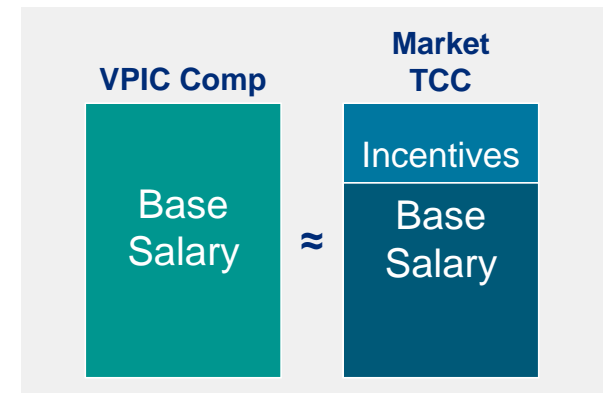 VPIC Comp
Market
TCC
Base
Salary
≈
Incentives
Base
Salary